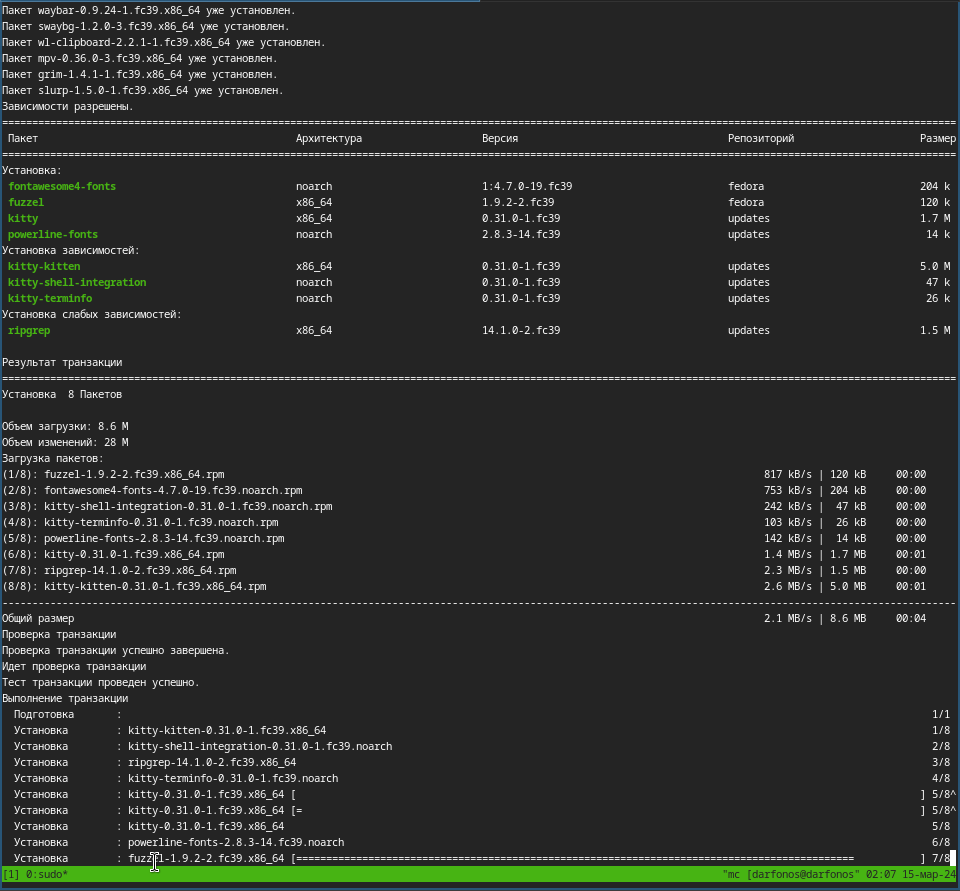 Пакет waybar-0.9.24-1.fc39.x86_64 уже установлен.
Пакет swaybg-1.2.0-3.fc39.x86_64 уже установлен.
Пакет wl-clipboard-2.2.1-1.fc39.x86_64 уже установлен.
Пакет mpv-0.36.0-3.fc39.x86_64 уже установлен.
Пакет grim-1.4.1-1.fc39.x86_64 уже установлен.
Пакет slurp-1.5.0-1.fc39.x86_64 уже установлен.
Зависимости разрешены.
Пакет Архитектура Версия Репозиторий Размер
Установка:
fontawesome4-fonts noarch 1:4.7.0-19.fc39 fedora 204 k
fuzzel x86_64 1.9.2-2.fc39 fedora 120 k
kitty x86_64 0.31.0-1.fc39 updates 1.7 M
powerline-fonts noarch 2.8.3-14.fc39 updates 14 k
Установка зависимостей:
kitty-kitten x86_64 0.31.0-1.fc39 updates 5.0 M
kitty-shell-integration noarch 0.31.0-1.fc39 updates 47 k
kitty-terminfo noarch 0.31.0-1.fc39 updates 26 k
Установка слабых зависимостей:
ripgrep x86_64 14.1.0-2.fc39 updates 1.5 M
Результат транзакции
Установка 8 Пакетов
Объем загрузки: 8.6 M
Объем изменений: 28 M
Загрузка пакетов:
(1/8): fuzzel-1.9.2-2.fc39.x86_64.rpm 817 kB/s | 120 kB 00:00
(2/8): fontawesome4-fonts-4.7.0-19.fc39.noarch.rpm 753 kB/s | 204 kB 00:00
(3/8): kitty-shell-integration-0.31.0-1.fc39.noarch.rpm 242 kB/s | 47 kB 00:00
(4/8): kitty-terminfo-0.31.0-1.fc39.noarch.rpm 103 kB/s | 26 kB 00:00
(5/8): powerline-fonts-2.8.3-14.fc39.noarch.rpm 142 kB/s | 14 kB 00:00
(6/8): kitty-0.31.0-1.fc39.x86_64.rpm 1.4 MB/s | 1.7 MB 00:01
(7/8): ripgrep-14.1.0-2.fc39.x86_64.rpm 2.3 MB/s | 1.5 MB 00:00
(8/8): kitty-kitten-0.31.0-1.fc39.x86_64.rpm 2.6 MB/s | 5.0 MB 00:01
Общий размер 2.1 MB/s | 8.6 MB 00:04
Проверка транзакции
Проверка транзакции успешно завершена.
Идет проверка транзакции
Тест транзакции проведен успешно.
Выполнение транзакции
Подготовка : 1/1
Установка : kitty-kitten-0.31.0-1.fc39.x86_64 1/8
Установка : kitty-shell-integration-0.31.0-1.fc39.noarch 2/8
Установка : ripgrep-14.1.0-2.fc39.x86_64 3/8
Установка : kitty-terminfo-0.31.0-1.fc39.noarch 4/8
Установка : kitty-0.31.0-1.fc39.x86_64 [ ] 5/8^
Установка : kitty-0.31.0-1.fc39.x86_64 [= ] 5/8^
Установка : kitty-0.31.0-1.fc39.x86_64 5/8
Установка : powerline-fonts-2.8.3-14.fc39.noarch 6/8
Установка : fuzzel-1.9.2-2.fc39.x86_64 [============================================================================================= ] 7/8
[1] 0:sudo* "mc [darfonos@darfonos" 02:07 15-мар-24